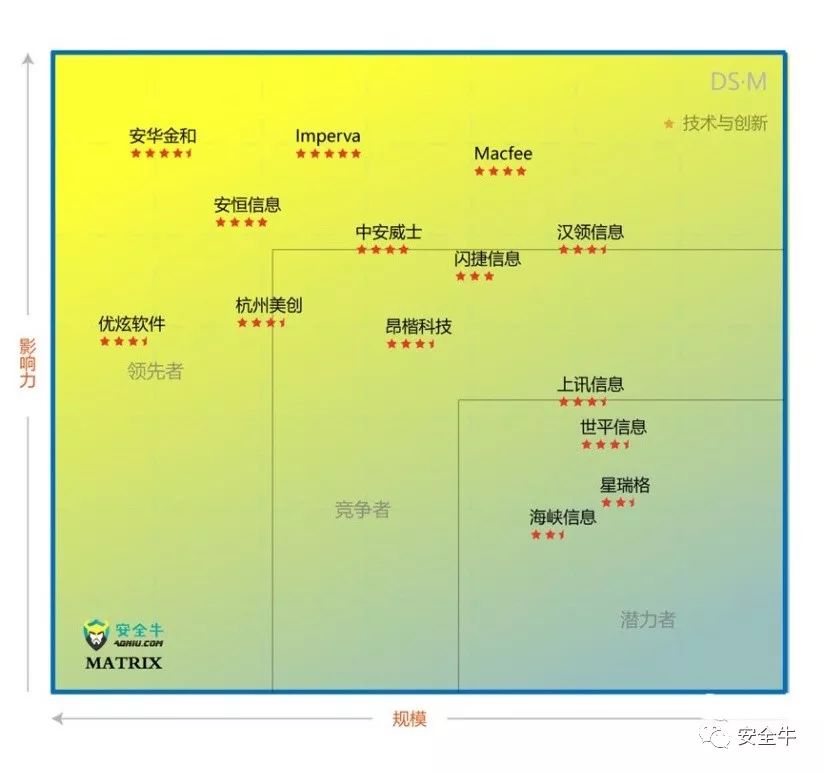 DS·M
★ 技术与创新
安华金和
★★★★
Imperva
★★★★★
Macfee
★★★★
安恒信息
★★★★
中安威士
★★★★
汉领信息
★★★
闪捷信息
★★★
杭州美创
★★★
优炫软件
★★★
昂楷科技
★★★
领先者
上讯信息
★★★
世平信息
★★★
星瑞格
★★
竞争者
海峡信息
★★
潜力者
影响力
安全牛
AQNIU.COM
MATRIX
规模
安全牛